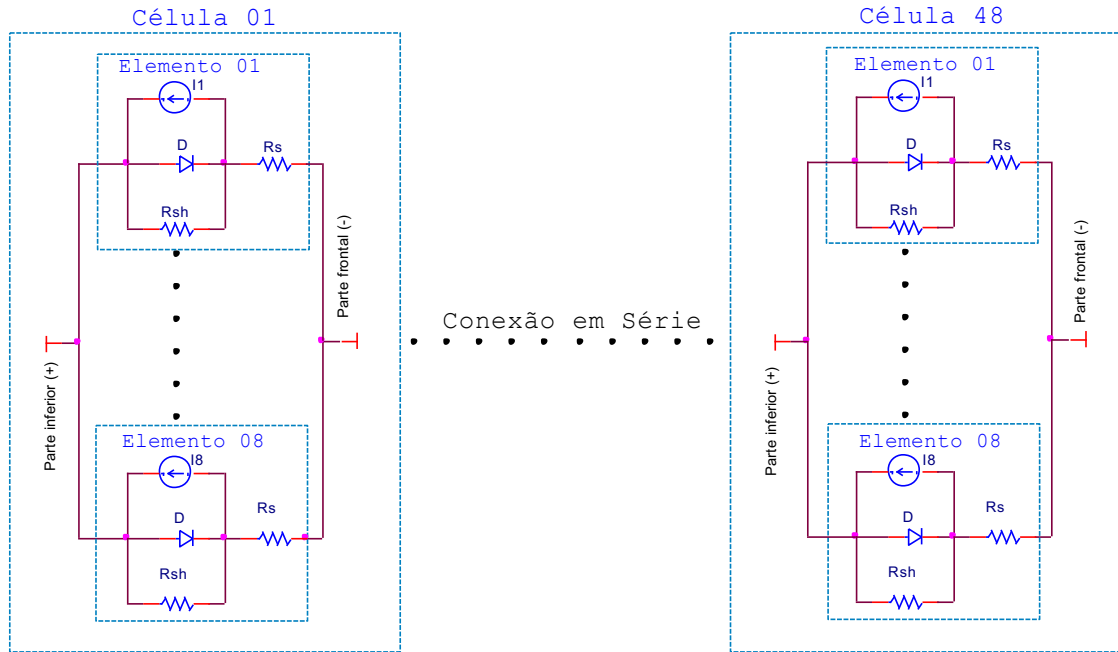 Célula 01
Elemento 01
I1
D
Rs
Rsh
Parte frontal (-)
Parte inferior (+)
Elemento 08
I8
D
Rs
Rsh
Conexão em Série
Célula 48
Elemento 01
I1
D
Rs
Rsh
Parte frontal (-)
Parte inferior (+)
Elemento 08
I8
D
Rs
Rsh